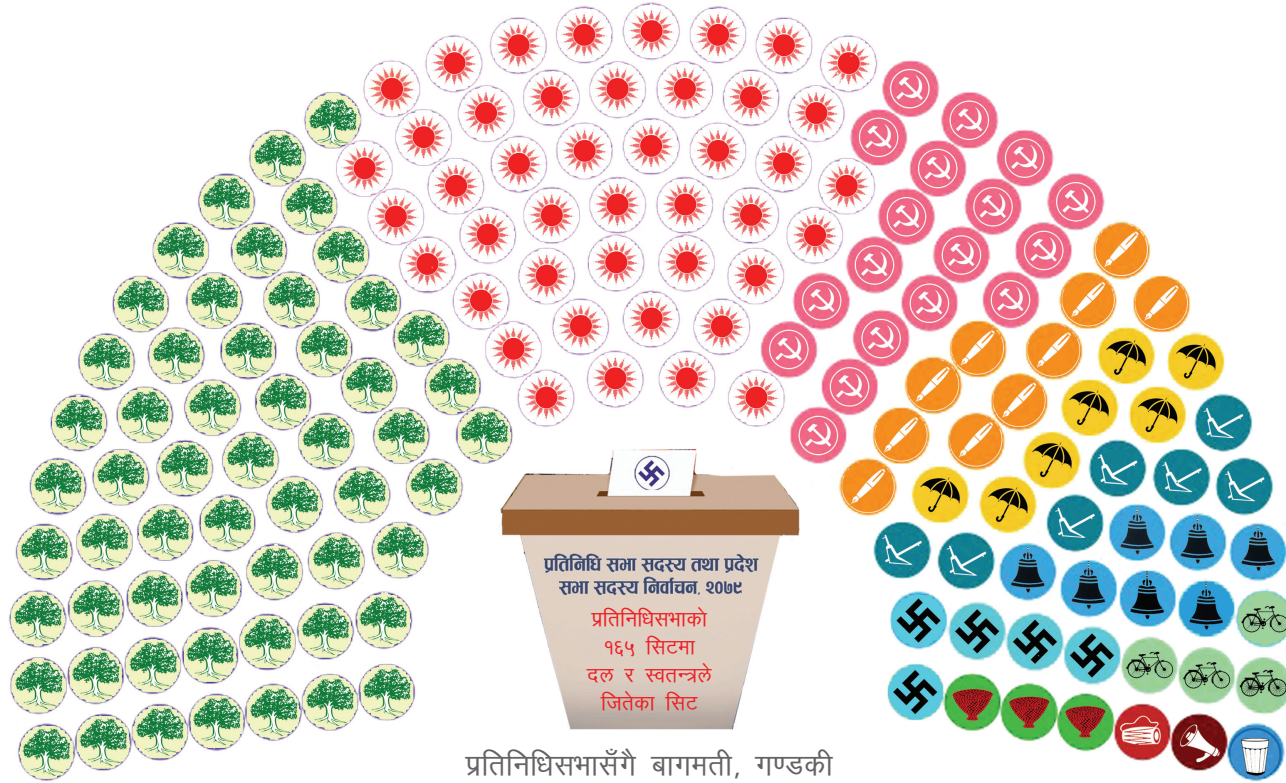 प्रतिनिधि सभा सदस्य तथा प्रदेश
सभा सदस्य निर्वाचन, २०७९
प्रतिनिधिसभाको
१६५ सिटमा
दल र स्वतन्त्रले
जितेका सिट
प्रतिनिधिसभासँगै बागमती, गण्डकी